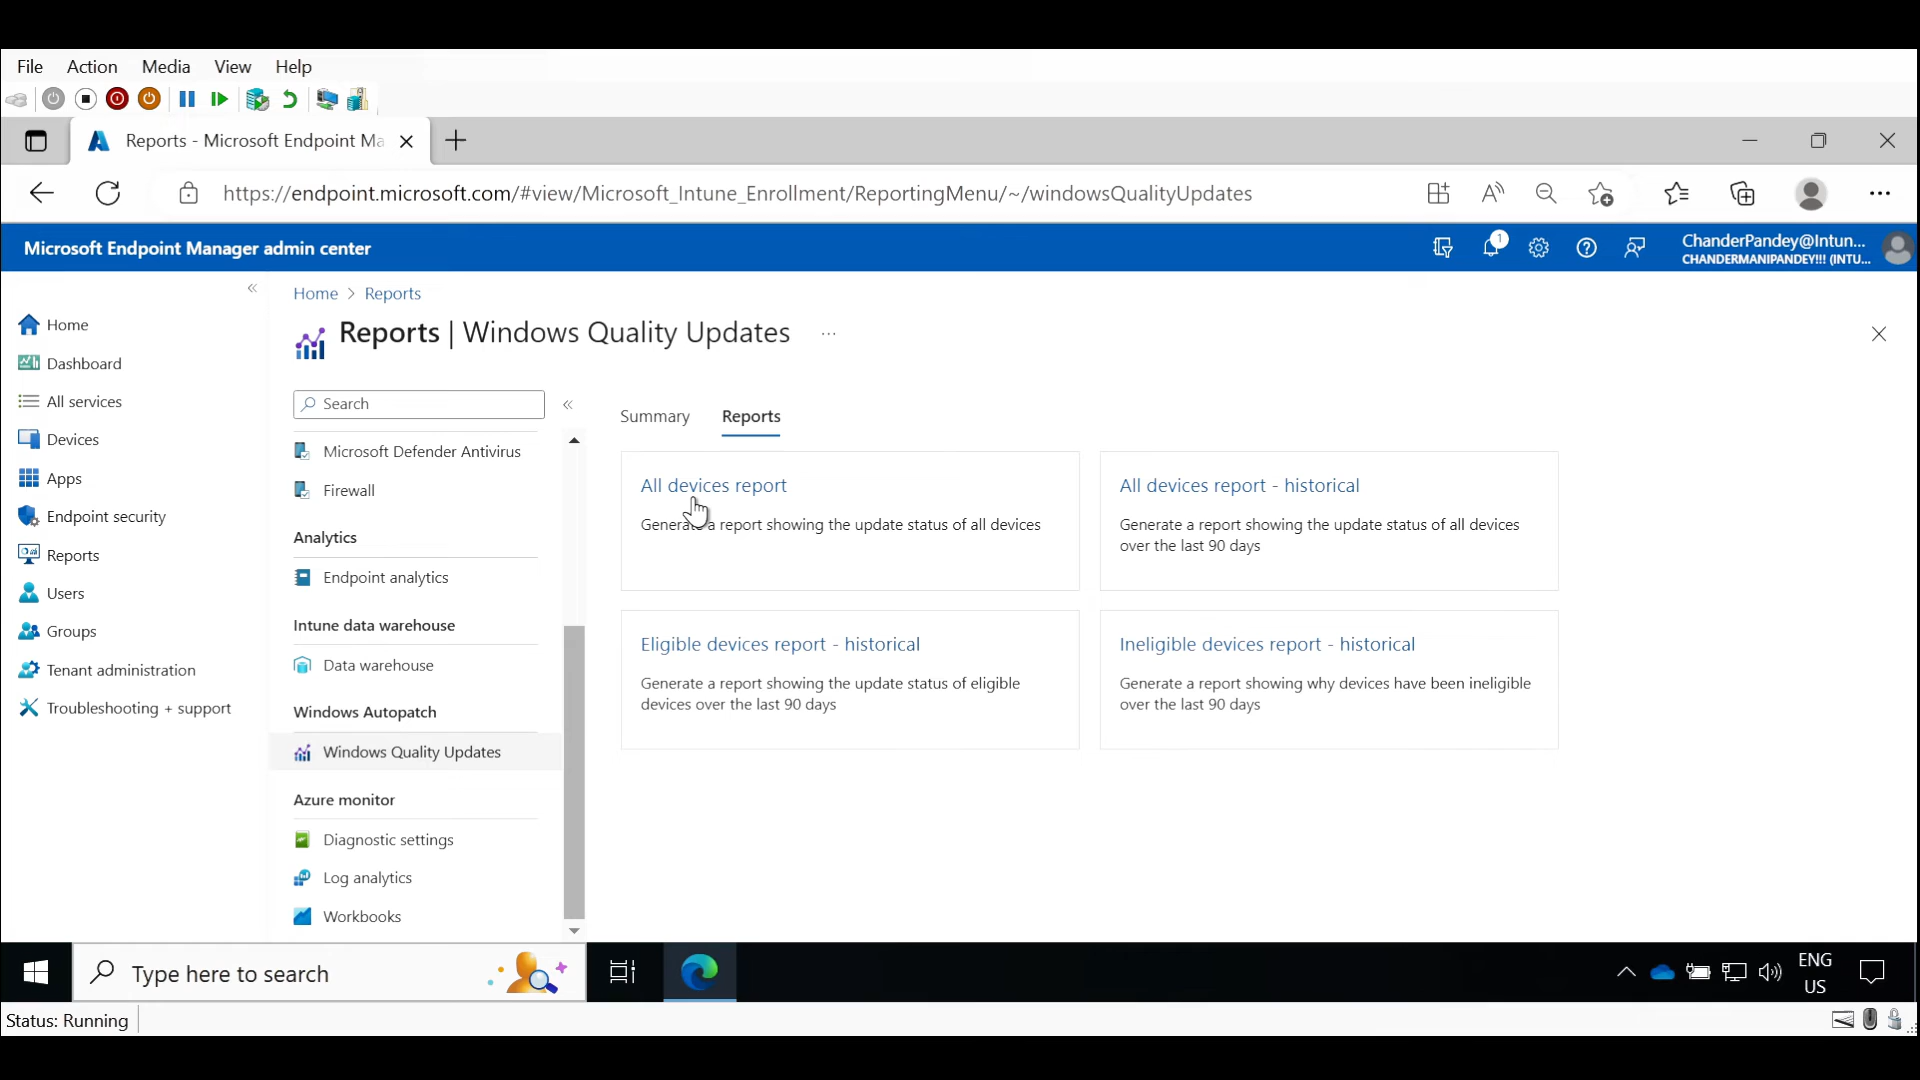 File Action Media View Help
Reports - Microsoft Endpoint Ma
https://endpoint.microsoft.com/#view/Microsoft_Intune_Enrollment/ReportingMenu/~/windowsQualityUpdates
Microsoft Endpoint Manager admin center
1
ChanderPandey@Intun...
CHANDERMANIPANDEY!!! (INTU...
Home
Dashboard
All services
Devices
Apps
Endpoint security
Reports
Users
Groups
Tenant administration
Troubleshooting + support
Home > Reports
Reports | Windows Quality Updates ...
Search
Microsoft Defender Antivirus
Firewall
Analytics
Endpoint analytics
Intune data warehouse
Data warehouse
Windows Autopatch
Windows Quality Updates
Azure monitor
Diagnostic settings
Log analytics
Workbooks
Summary Reports
All devices report
Generate a report showing the update status of all devices
All devices report - historical
Generate a report showing the update status of all devices
over the last 90 days
Eligible devices report - historical
Generate a report showing the update status of eligible
devices over the last 90 days
Ineligible devices report - historical
Generate a report showing why devices have been ineligible
over the last 90 days
Type here to search
ENG
US
Status: Running